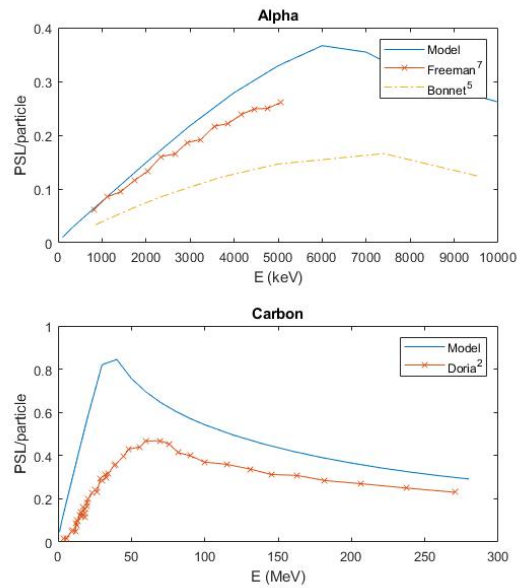 Alpha
0.4
0.3
0.2
0.1
0
PSL/particle
Model
Freeman⁷
Bonnet⁵
0 1000 2000 3000 4000 5000 6000 7000 8000 9000 10000
E (keV)
Carbon
1
0.8
0.6
0.4
0.2
0
PSL/particle
Model
Doria²
0 50 100 150 200 250 300
E (MeV)